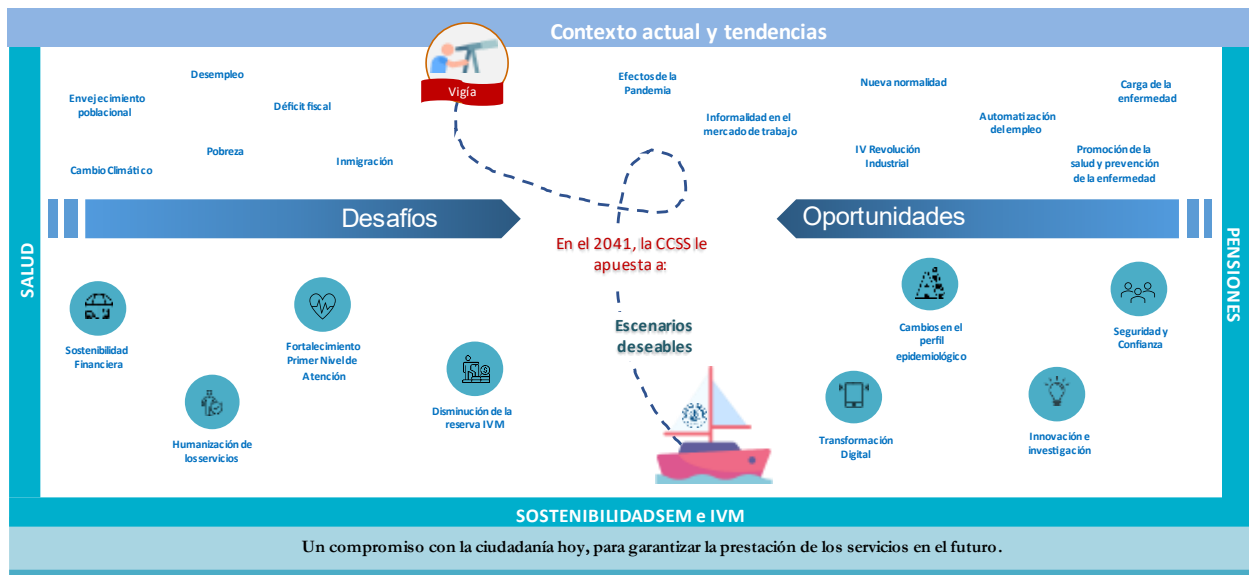 Contexto actual y tendencias
Vigía
Desempleo
Envejecimiento
poblacional
Déficit fiscal
Pobreza
Cambio Climático
Inmigración
Efectos de la
Pandemia
Informalidad en el
mercado de trabajo
Nueva normalidad
IV Revolución
Industrial
Automatización
del empleo
Carga de la
enfermedad
Promoción de la
salud y prevención
de la enfermedad
Desafíos
Oportunidades
SALUD
PENSIONES
En el 2041, la CCSS le
apuesta a:
Escenarios
deseables
Sostenibilidad
Financiera
Humanización de
los servicios
Fortalecimiento
Primer Nivel de
Atención
Disminución de la
reserva IVM
Transformación
Digital
Cambios en el
perfil
epidemiológico
Innovación e
investigación
Seguridad y
Confianza
SOSTENIBILIDADSEM e IVM
Un compromiso con la ciudadanía hoy, para garantizar la prestación de los servicios en el futuro.